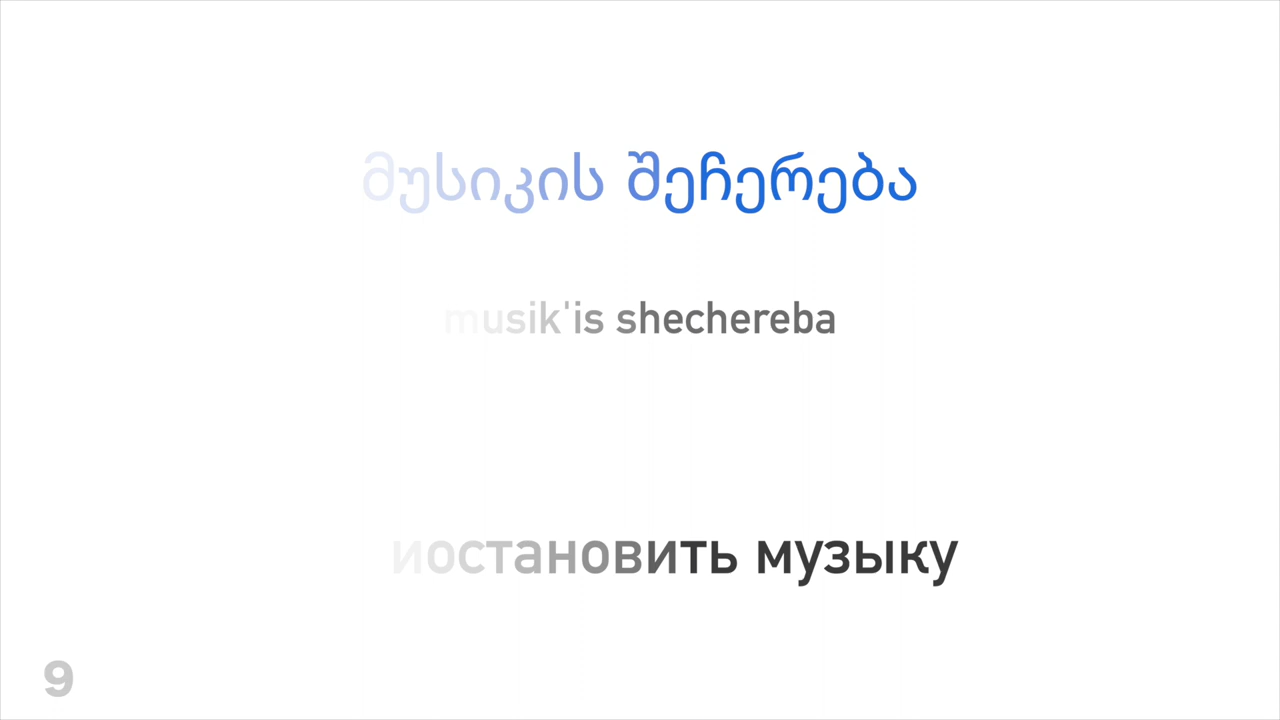 მუსიკის შეჩერება
musik'is shechereba
иостановить музыку
9